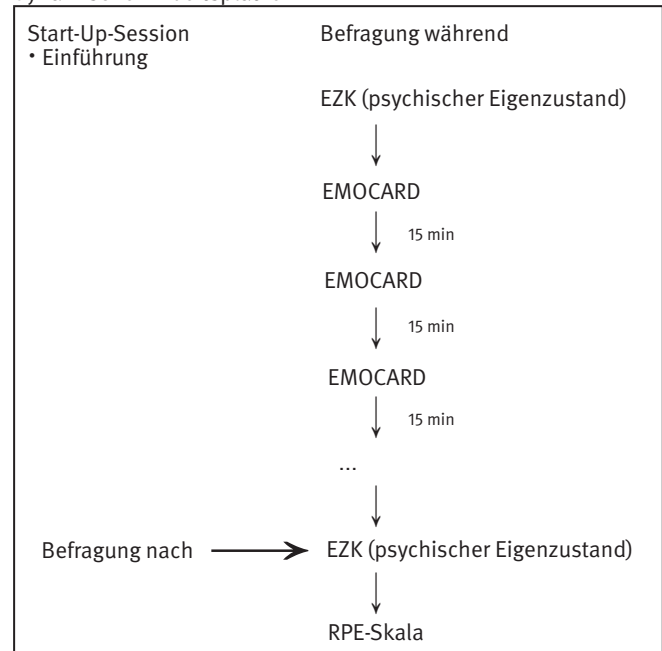 Start-Up-Session
• Einführung
Befragung während
EZK (psychischer Eigenzustand)
EMOCARD
15 min
EMOCARD
15 min
EMOCARD
15 min
...
Befragung nach
EZK (psychischer Eigenzustand)
RPE-Skala